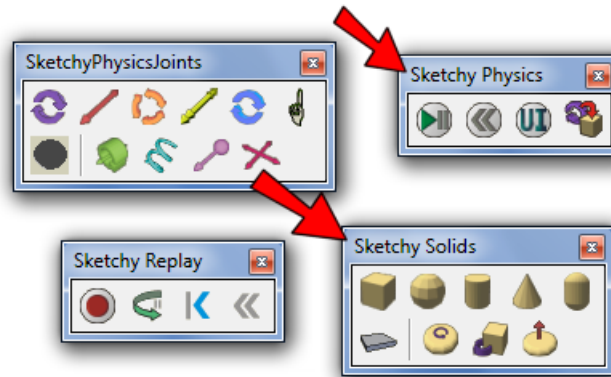 SketchyPhysicsJoints
Sketchy Physics
UI
Sketchy Replay
Sketchy Solids